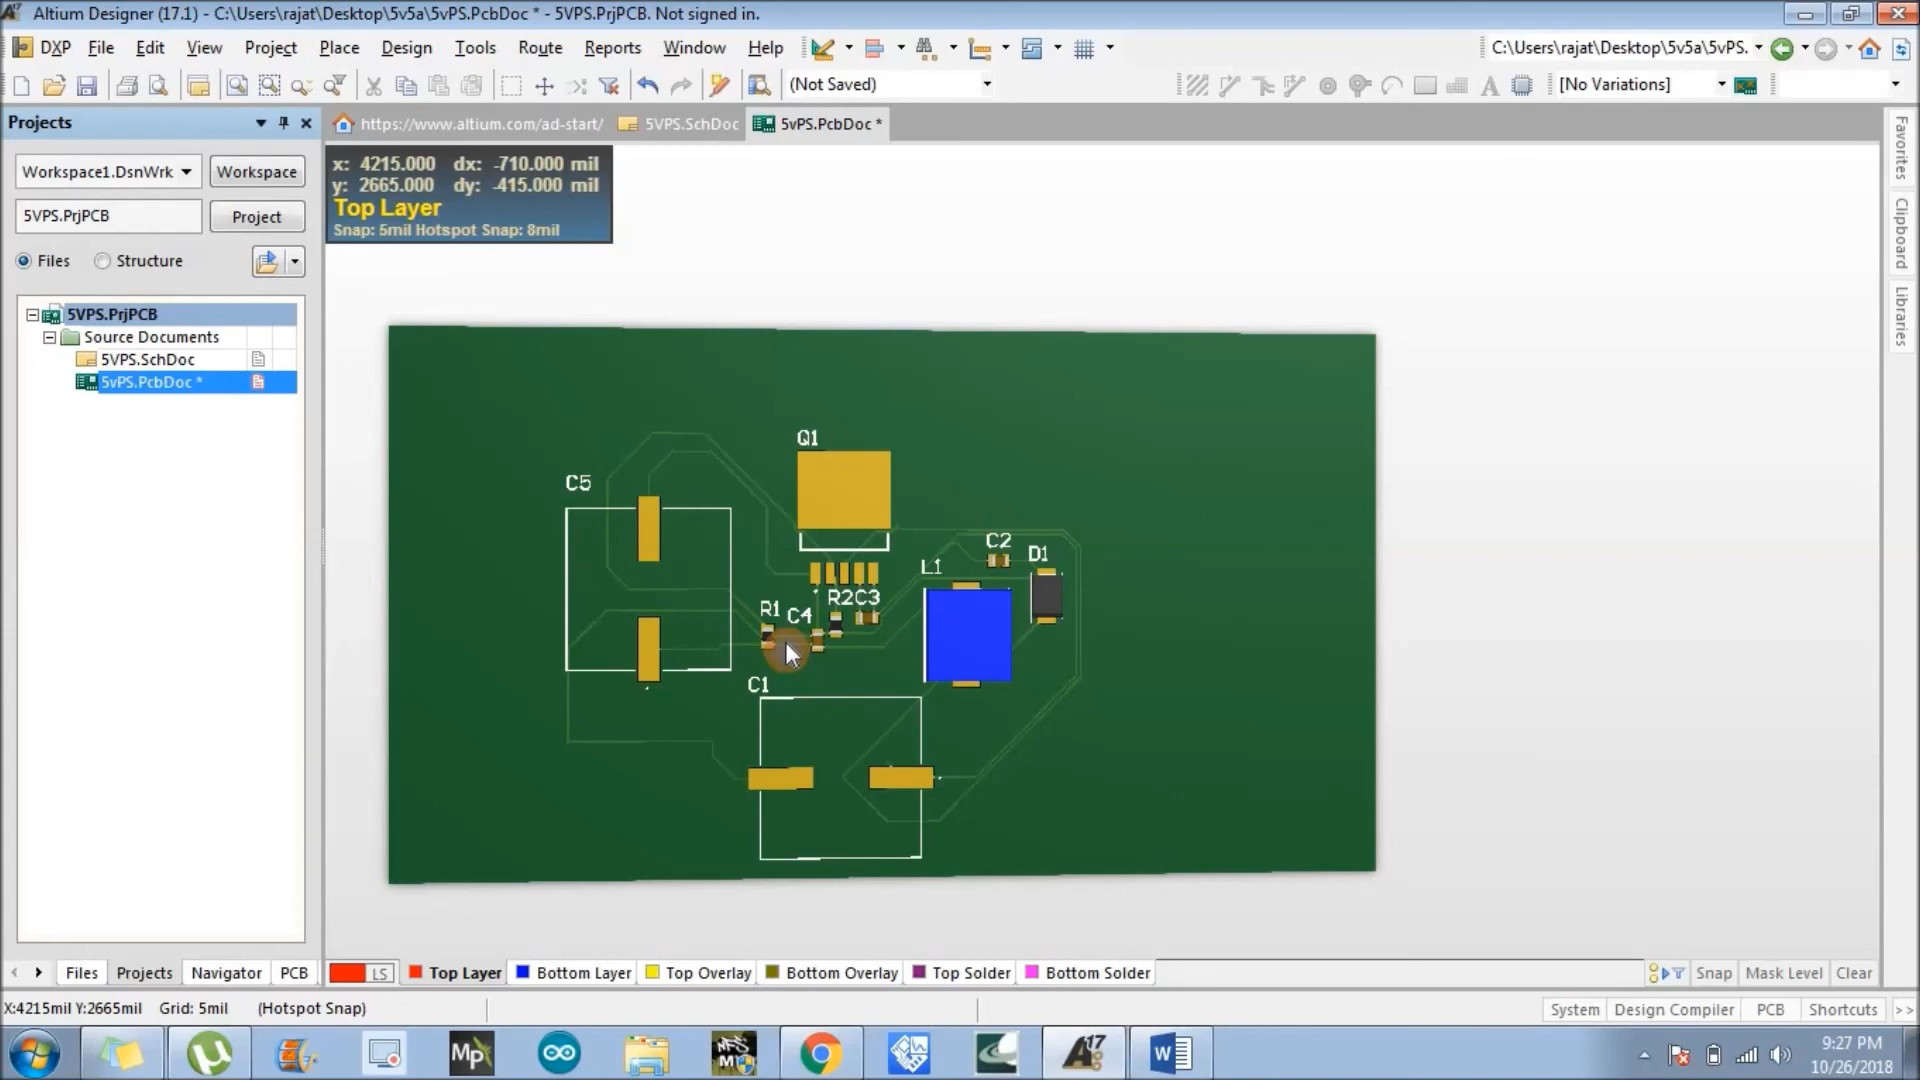 Altium Designer (17.1) - C:\Users\rajat\Desktop\5v5a\5vPS.PcbDoc * - 5VPS.PrjPCB. Not signed in.
DXP File Edit View Project Place Design Tools Route Reports Window Help C:\Users\rajat\Desktop\5v5a\5vPS.
(Not Saved) [No Variations]
Projects
https://www.altium.com/ad-start/ 5VPS.SchDoc 5vPS.PcbDoc *
Workspace1.DsnWrk Workspace
5VPS.PrjPCB Project
Files Structure
5VPS.PrjPCB
Source Documents
5VPS.SchDoc
5vPS.PcbDoc *
x: 4215.000 dx: -710.000 mil
y: 2665.000 dy: -415.000 mil
Top Layer
Snap: 5mil Hotspot Snap: 8mil
Q1
C5
C2
D1
L1
R2 C3
R1
C4
C1
Favorites
Clipboard
Libraries
Files Projects Navigator PCB
LS Top Layer Bottom Layer Top Overlay Bottom Overlay Top Solder Bottom Solder Snap Mask Level Clear
X:4215mil Y:2665mil Grid: 5mil (Hotspot Snap) System Design Compiler PCB Shortcuts >>
9:27 PM
10/26/2018